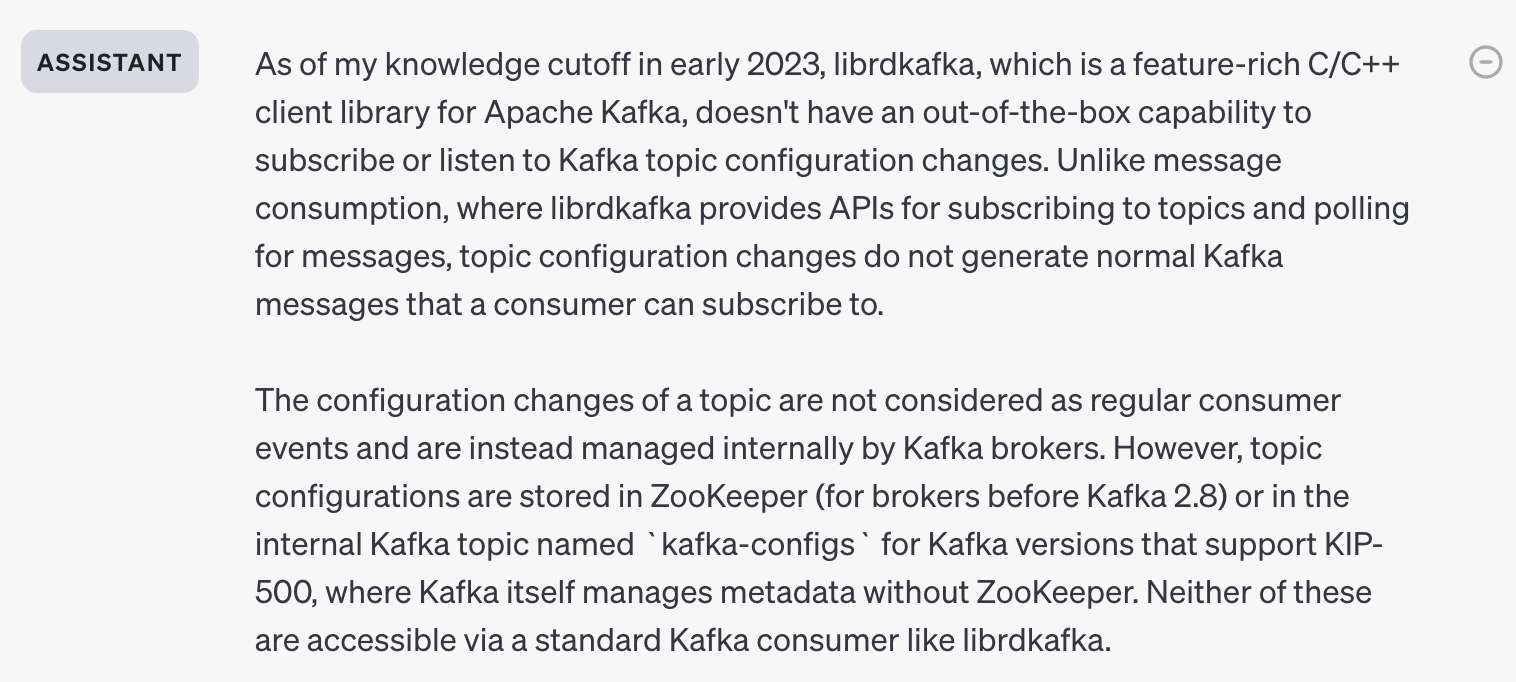 ASSISTANT
As of my knowledge cutoff in early 2023, librdkafka, which is a feature-rich C/C++
client library for Apache Kafka, doesn't have an out-of-the-box capability to
subscribe or listen to Kafka topic configuration changes. Unlike message
consumption, where librdkafka provides APIs for subscribing to topics and polling
for messages, topic configuration changes do not generate normal Kafka
messages that a consumer can subscribe to.
The configuration changes of a topic are not considered as regular consumer
events and are instead managed internally by Kafka brokers. However, topic
configurations are stored in ZooKeeper (for brokers before Kafka 2.8) or in the
internal Kafka topic named `kafka-configs` for Kafka versions that support KIP-
500, where Kafka itself manages metadata without ZooKeeper. Neither of these
are accessible via a standard Kafka consumer like librdkafka.